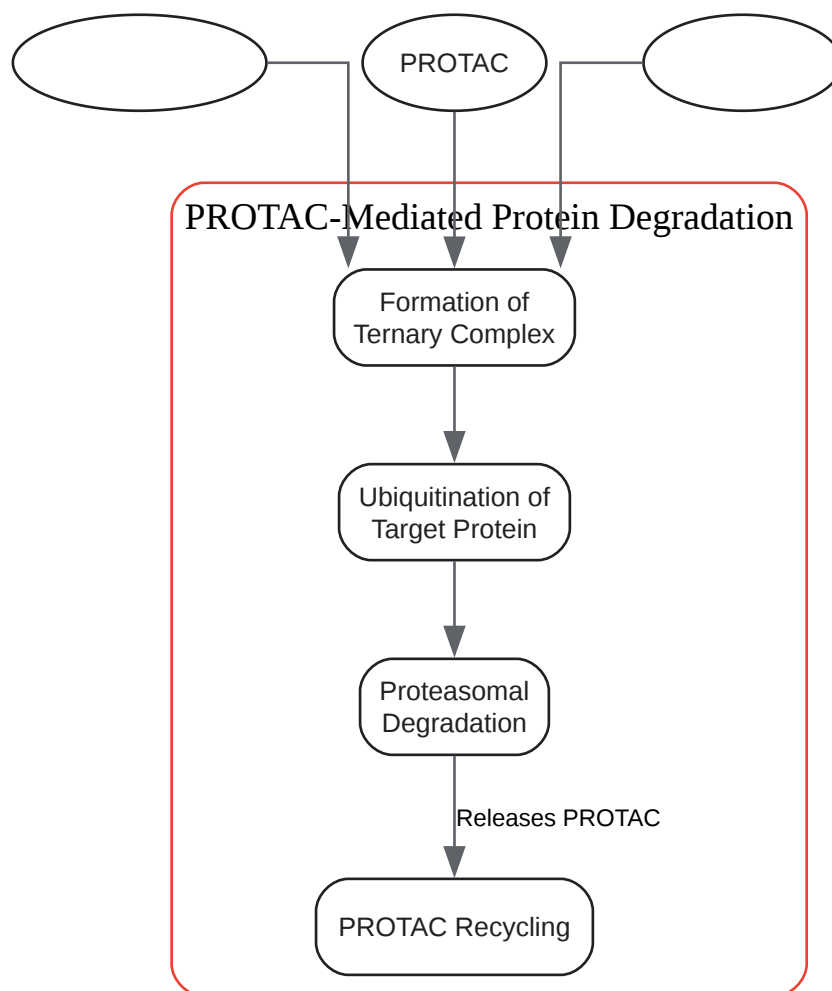 PROTAC
PROTAC-Mediated Protein Degradation
Formation of
Ternary Complex
Ubiquitination of
Target Protein
Proteasomal
Degradation
Releases PROTAC
PROTAC Recycling